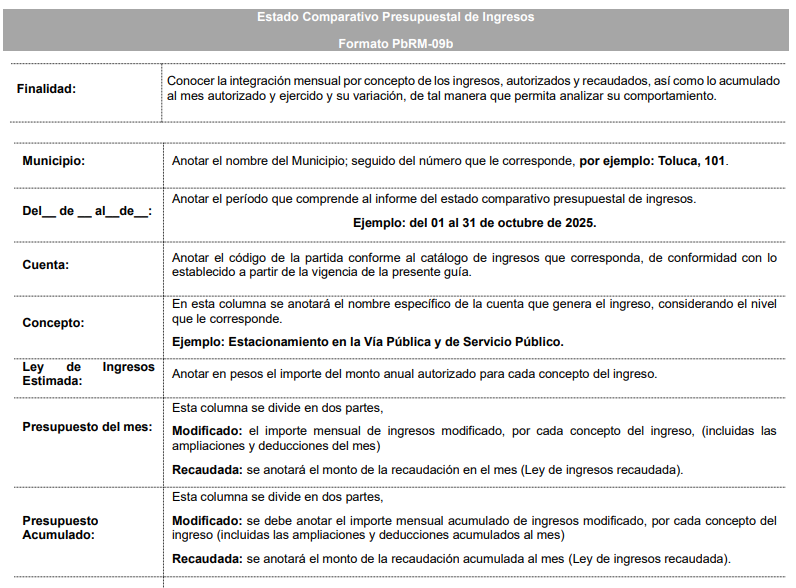 Estado Comparativo Presupuestal de Ingresos
Formato PbRM-09b
Finalidad:
Conocer la integración mensual por concepto de los ingresos, autorizados y recaudados, así como lo acumulado
al mes autorizado y ejercido y su variación, de tal manera que permita analizar su comportamiento.
Municipio:
Anotar el nombre del Municipio; seguido del número que le corresponde, por ejemplo: Toluca, 101.
Del__ de __ al__de__:
Anotar el período que comprende al informe del estado comparativo presupuestal de ingresos.
Ejemplo: del 01 al 31 de octubre de 2025.
Cuenta:
Anotar el código de la partida conforme al catálogo de ingresos que corresponda, de conformidad con lo
establecido a partir de la vigencia de la presente guía.
Concepto:
En esta columna se anotará el nombre específico de la cuenta que genera el ingreso, considerando el nivel
que le corresponde.
Ejemplo: Estacionamiento en la Vía Pública y de Servicio Público.
Ley de Ingresos
Estimada:
Anotar en pesos el importe del monto anual autorizado para cada concepto del ingreso.
Presupuesto del mes:
Esta columna se divide en dos partes,
Modificado: el importe mensual de ingresos modificado, por cada concepto del ingreso, (incluidas las
ampliaciones y deducciones del mes)
Recaudada: se anotará el monto de la recaudación en el mes (Ley de ingresos recaudada).
Presupuesto
Acumulado:
Esta columna se divide en dos partes,
Modificado: se debe anotar el importe mensual acumulado de ingresos modificado, por cada concepto del
ingreso (incluidas las ampliaciones y deducciones acumulados al mes)
Recaudada: se anotará el monto de la recaudación acumulada al mes (Ley de ingresos recaudada).